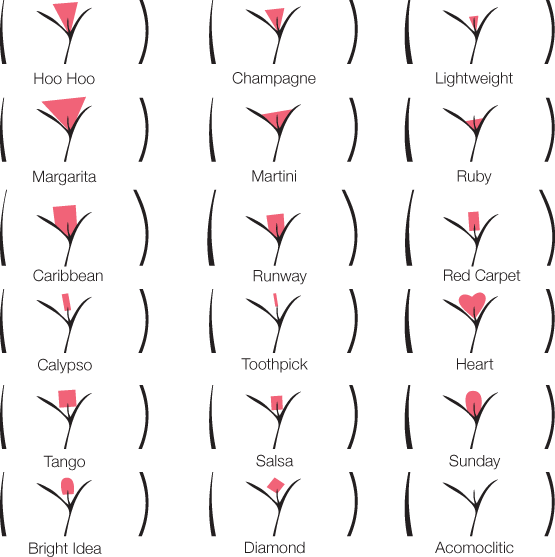 Hoo Hoo
Champagne
Lightweight
Margarita
Martini
Ruby
Caribbean
Runway
Red Carpet
Calypso
Toothpick
Heart
Tango
Salsa
Sunday
Bright Idea
Diamond
Acomoclitic